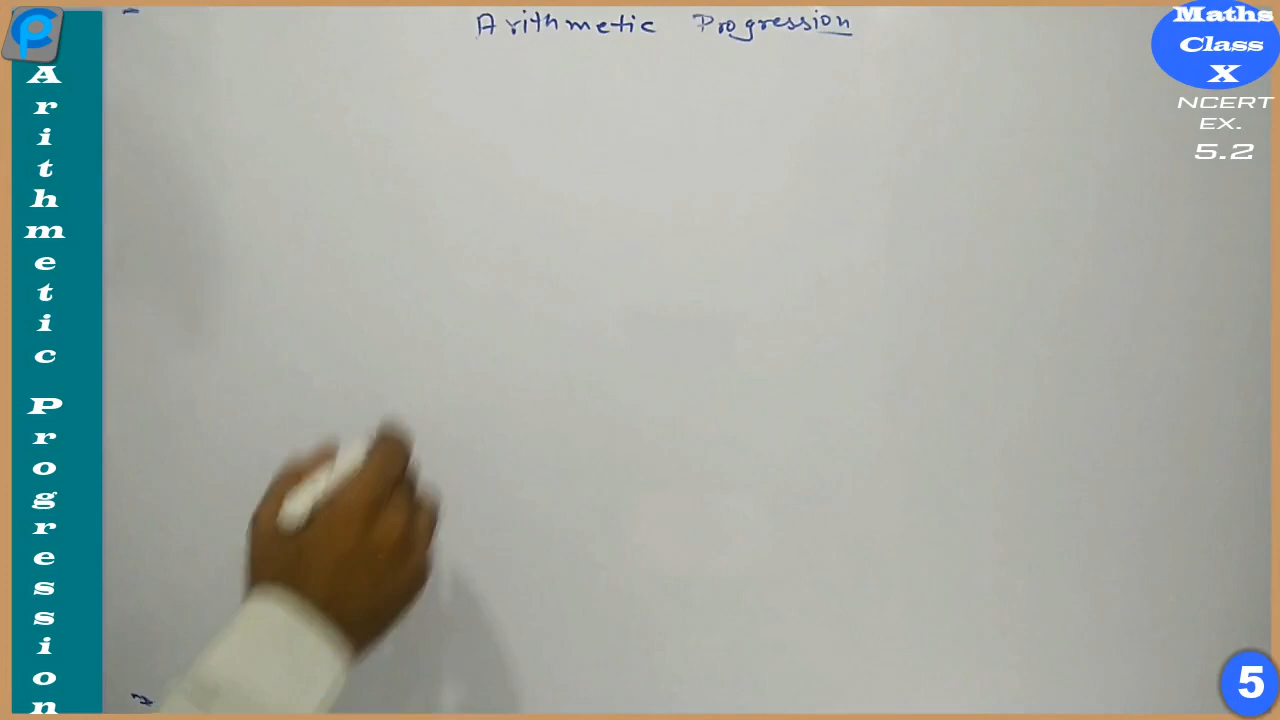 Arithmetic Progression
Maths
Class
X
NCERT
EX.
5.2
Arithmetic Progression
5